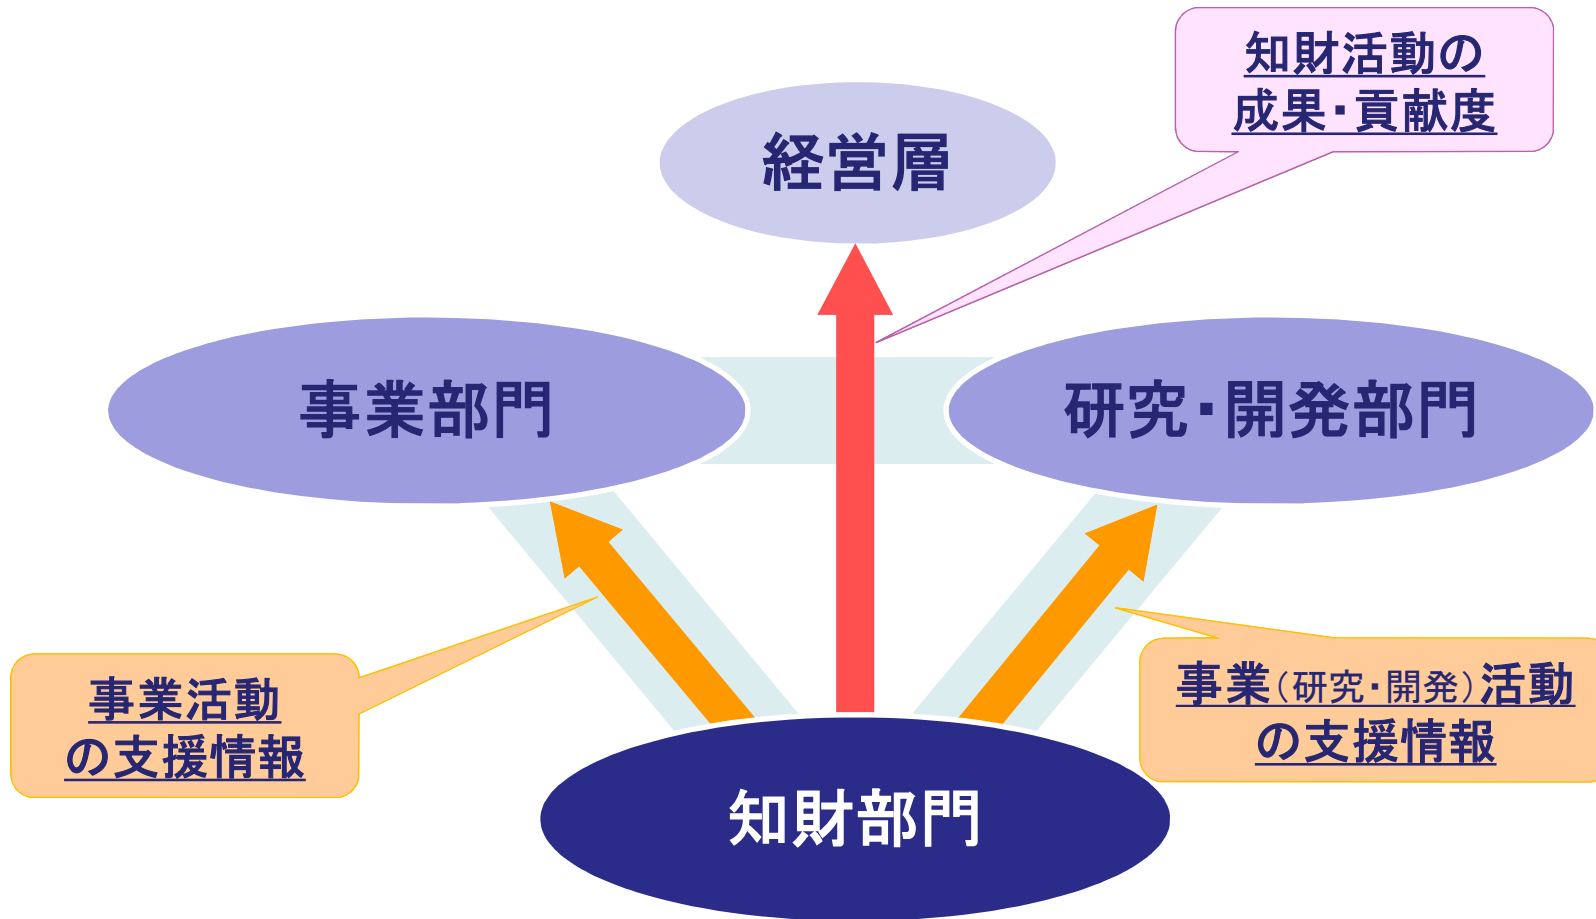 知財活動の
成果・貢献度
経営層
事業部門
研究・開発部門
事業活動
の支援情報
事業(研究・開発)活動
の支援情報
知財部門